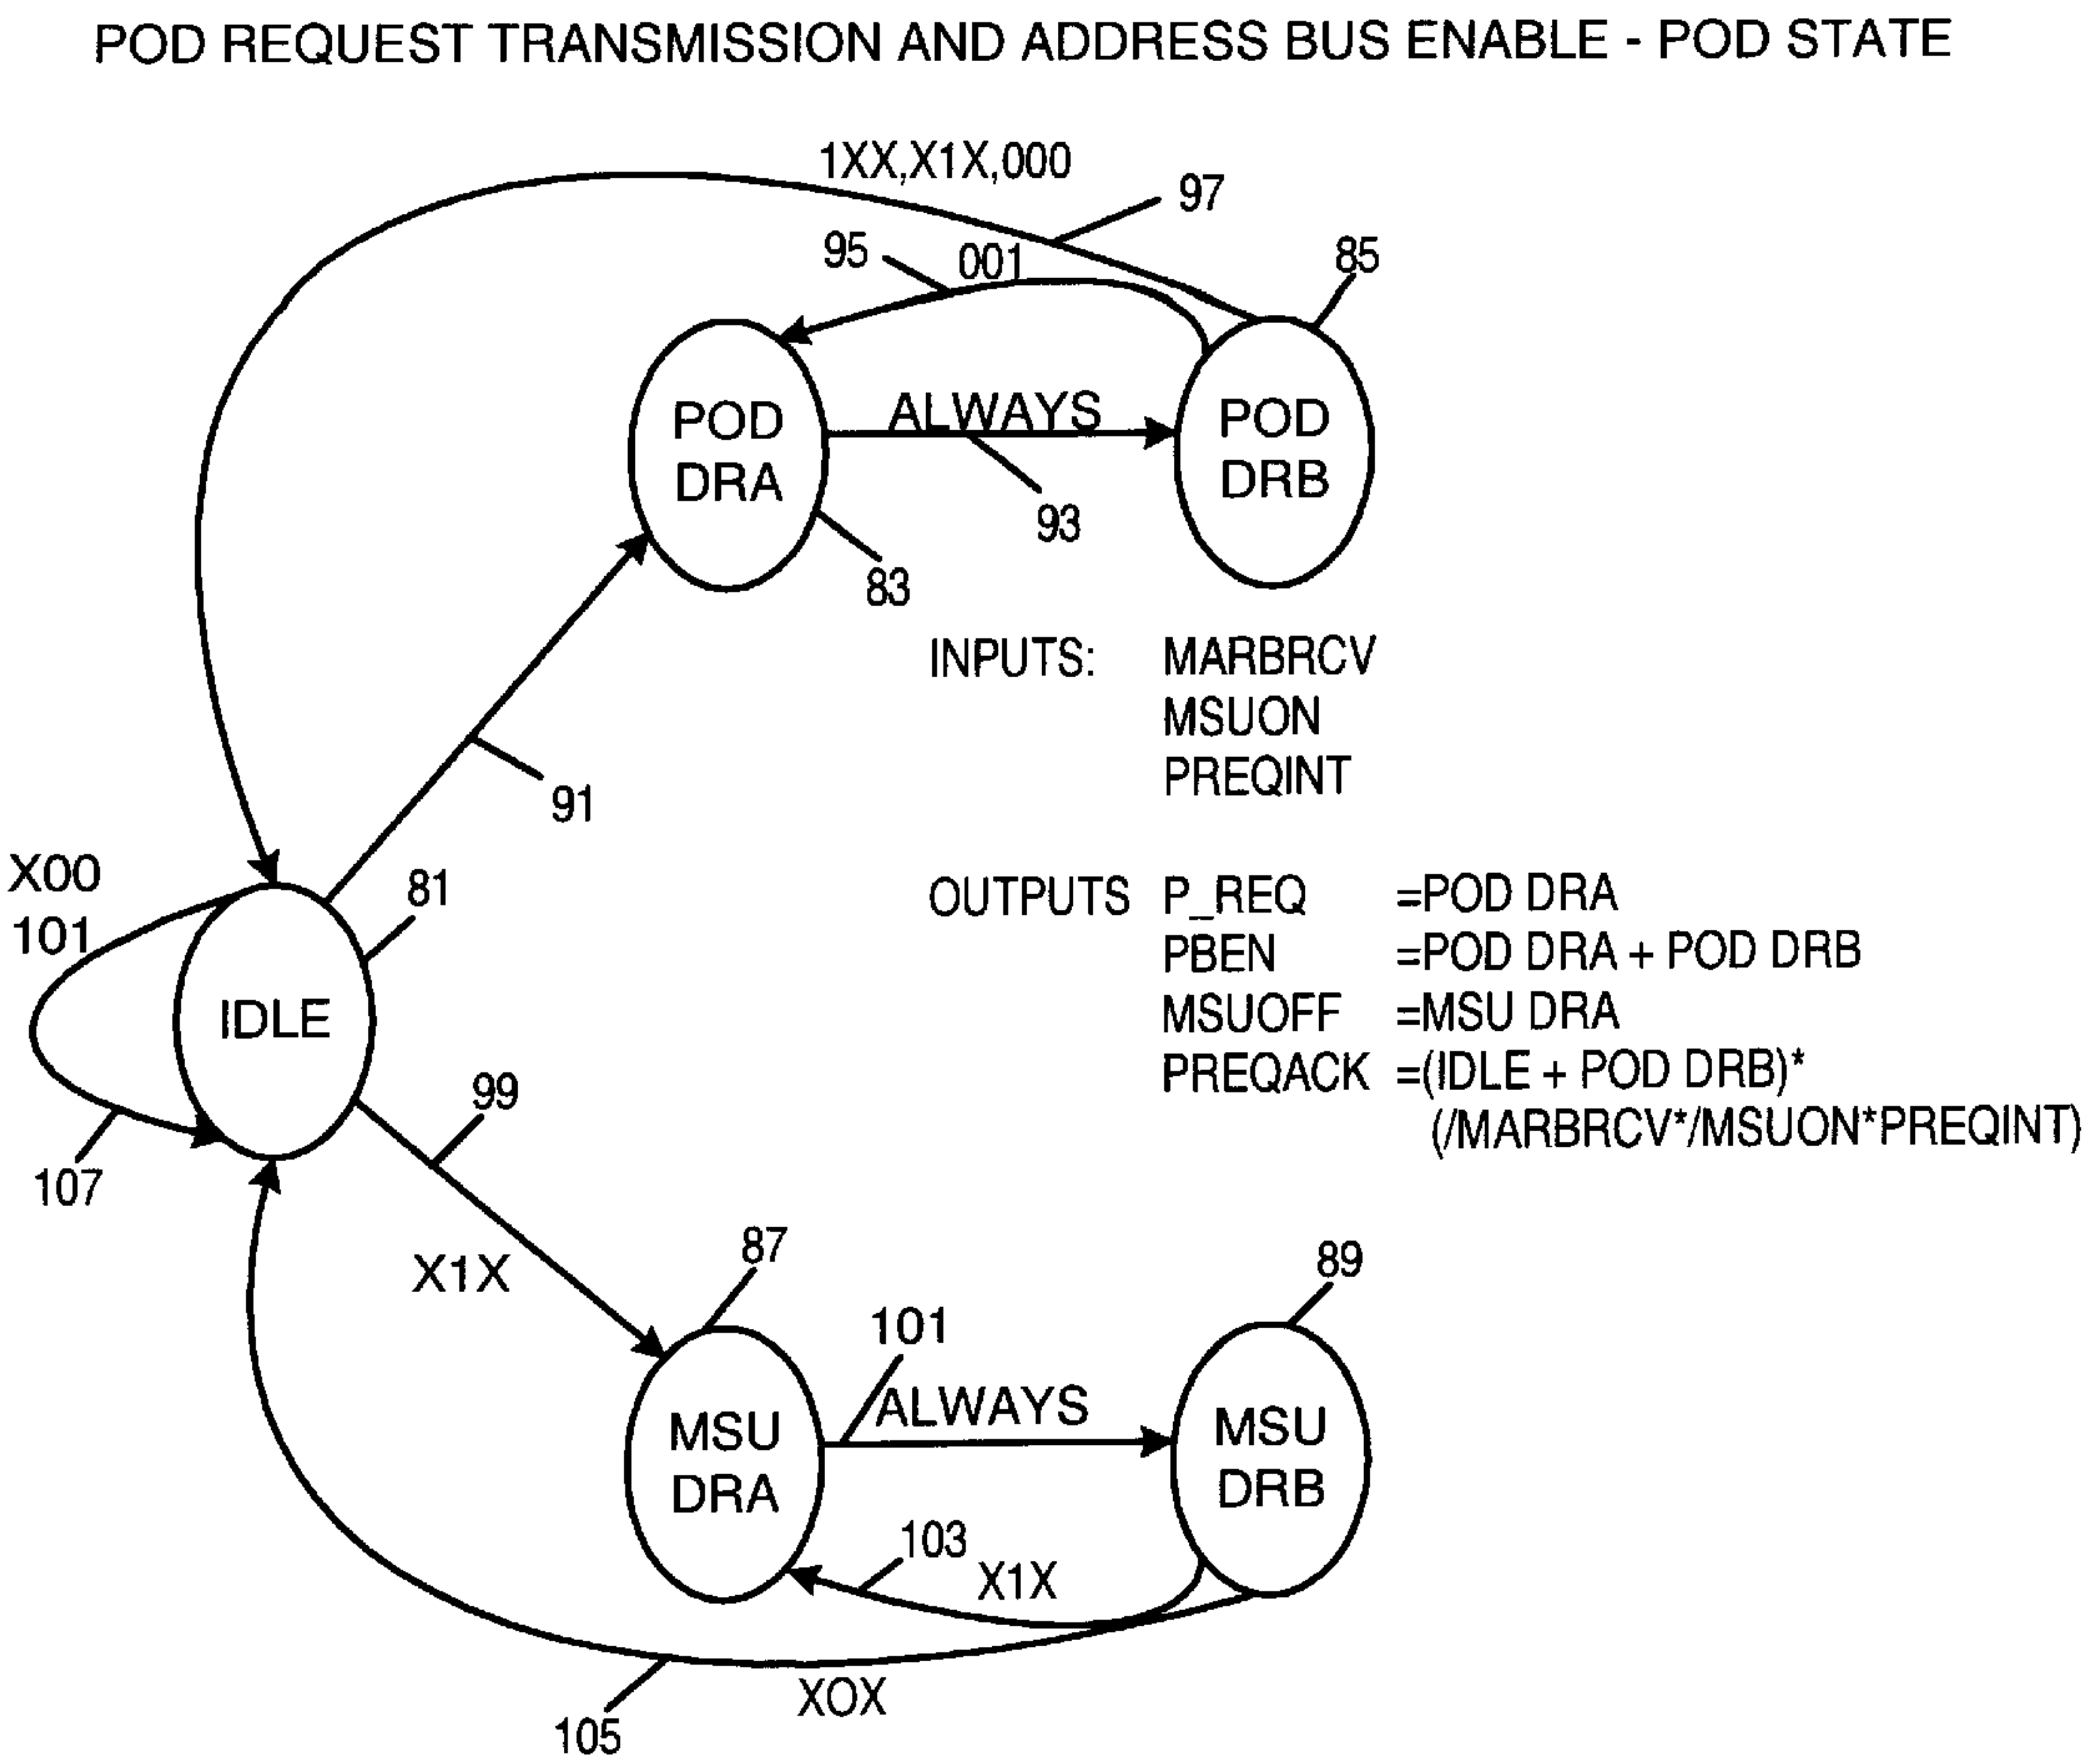 POD REQUEST TRANSMISSION AND ADDRESS BUS ENABLE - POD STATE
1XX,X1X,000
97
95
001
85
ALWAYS
POD
DRA
POD
DRB
93
83
INPUTS: MARBRCV
MSUON
PREQINT
91
X00
101
81
IDLE
OUTPUTS P_REQ =POD DRA
PBEN =POD DRA + POD DRB
MSUOFF =MSU DRA
PREQACK =(IDLE + POD DRB)*
(/MARBRCV*/MSUON*PREQINT)
99
107
X1X
87
89
101
ALWAYS
MSU
DRA
MSU
DRB
103
X1X
XOX
105